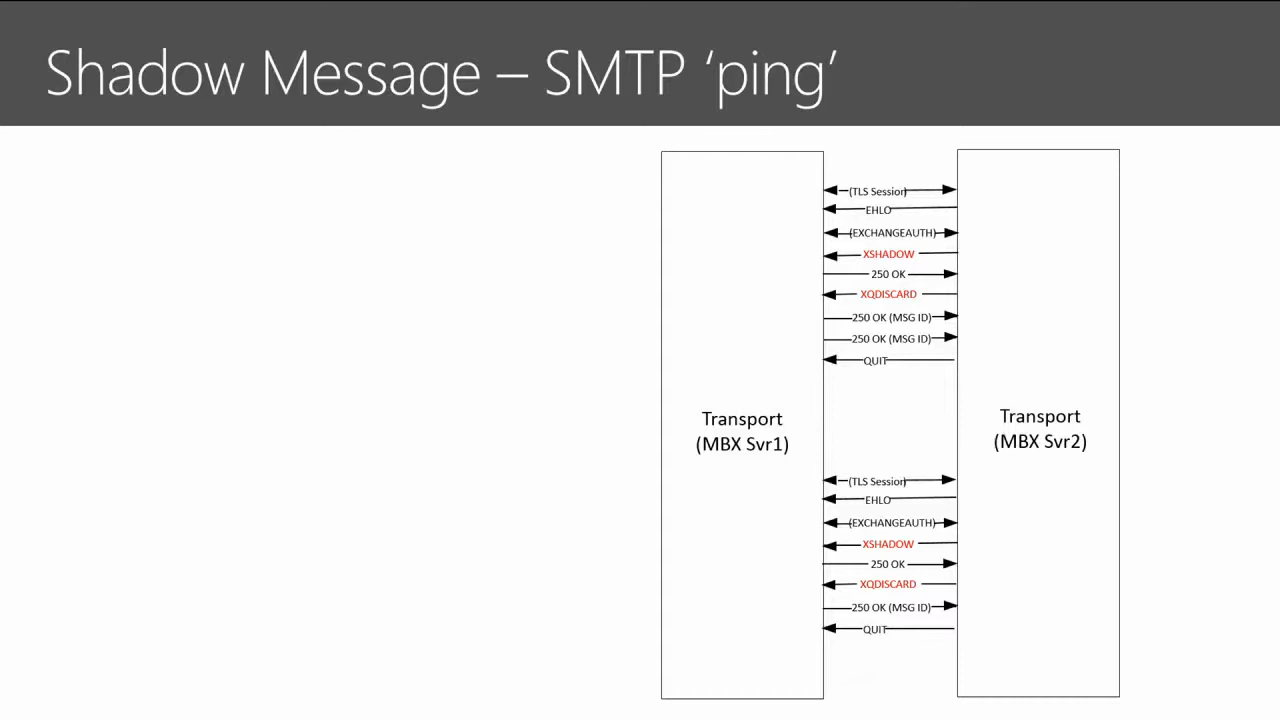 Shadow Message – SMTP ‘ping’
(TLS Session)
EHLO
(EXCHANGEAUTH)
XSHADOW
250 OK
XQDISCARD
250 OK (MSG ID)
250 OK (MSG ID)
QUIT
Transport
(MBX Svr1)
Transport
(MBX Svr2)
(TLS Session)
EHLO
(EXCHANGEAUTH)
XSHADOW
250 OK
XQDISCARD
250 OK (MSG ID)
QUIT